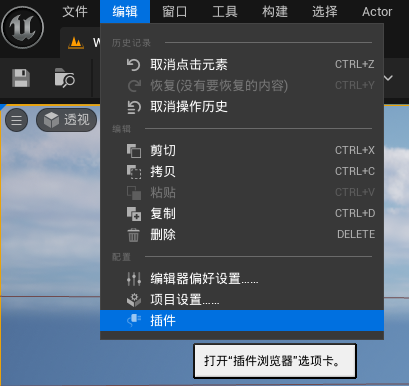 文件 编辑 窗口 工具 构建 选择 Actor
W
历史记录
取消点击元素 CTRL+Z
恢复(没有要恢复的内容) CTRL+Y
取消操作历史
编辑
剪切 CTRL+X
拷贝 CTRL+C
粘贴 CTRL+V
复制 CTRL+D
删除 DELETE
透视
配置
编辑器偏好设置......
项目设置......
插件
打开“插件浏览器”选项卡。